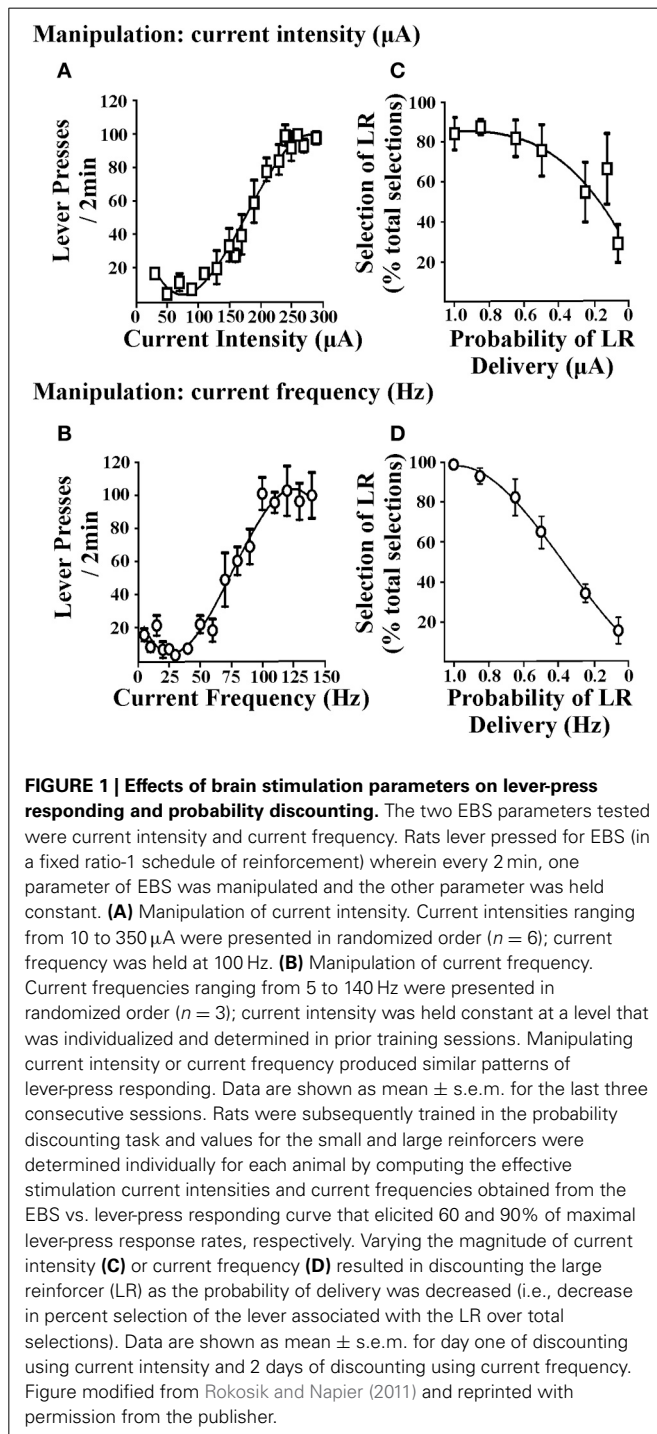 Manipulation: current intensity (µA)
A
Lever Presses
/ 2min
120
100
80
60
40
20
0 50 100 150 200 250 300
Current Intensity (µA)
C
Selection of LR
(% total selections)
100
80
60
40
20
1.0 0.8 0.6 0.4 0.2 0
Probability of LR
Delivery (µA)
Manipulation: current frequency (Hz)
B
Lever Presses
/ 2min
120
100
80
60
40
20
0 25 50 75 100 125 150
Current Frequency (Hz)
D
Selection of LR
(% total selections)
100
80
60
40
20
1.0 0.8 0.6 0.4 0.2 0
Probability of LR
Delivery (Hz)
FIGURE 1 | Effects of brain stimulation parameters on lever-press
responding and probability discounting. The two EBS parameters tested
were current intensity and current frequency. Rats lever pressed for EBS (in
a fixed ratio-1 schedule of reinforcement) wherein every 2 min, one
parameter of EBS was manipulated and the other parameter was held
constant. (A) Manipulation of current intensity. Current intensities ranging
from 10 to 350 µA were presented in randomized order (n = 6); current
frequency was held at 100 Hz. (B) Manipulation of current frequency.
Current frequencies ranging from 5 to 140 Hz were presented in
randomized order (n = 3); current intensity was held constant at a level that
was individualized and determined in prior training sessions. Manipulating
current intensity or current frequency produced similar patterns of
lever-press responding. Data are shown as mean ± s.e.m. for the last three
consecutive sessions. Rats were subsequently trained in the probability
discounting task and values for the small and large reinforcers were
determined individually for each animal by computing the effective
stimulation current intensities and current frequencies obtained from the
EBS vs. lever-press responding curve that elicited 60 and 90% of maximal
lever-press response rates, respectively. Varying the magnitude of current
intensity (C) or current frequency (D) resulted in discounting the large
reinforcer (LR) as the probability of delivery was decreased (i.e., decrease
in percent selection of the lever associated with the LR over total
selections). Data are shown as mean ± s.e.m. for day one of discounting
using current intensity and 2 days of discounting using current frequency.
Figure modified from Rokosik and Napier (2011) and reprinted with
permission from the publisher.